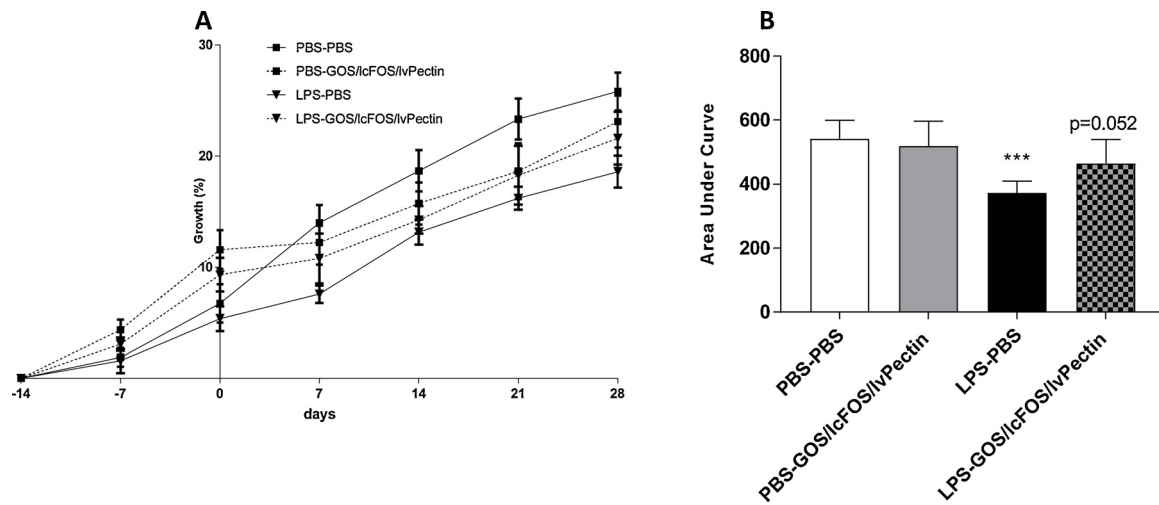 A
30
20
10
Growth (%)
PBS-PBS
PBS-GOS/lcFOS/lvPectin
LPS-PBS
LPS-GOS/lcFOS/lvPectin
-14 -7 0 7 14 21 28
days
B
800
600
400
200
0
Area Under Curve
***
p=0.052
PBS-PBS
PBS-GOS/lcFOS/lvPectin
LPS-PBS
LPS-GOS/lcFOS/lvPectin